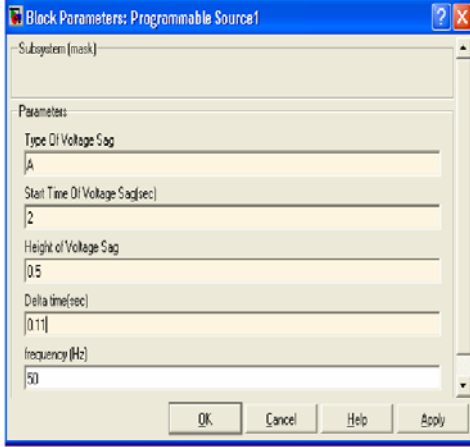 Block Parameters: Programmable Source1
Subsystem (mask)
Parameters
Type Of Voltage Sag
A
Start Time Of Voltage Sag(sec)
2
Height of Voltage Sag
0.5
Delta time(sec)
0.11
frequency (Hz)
50
OK Cancel Help Apply